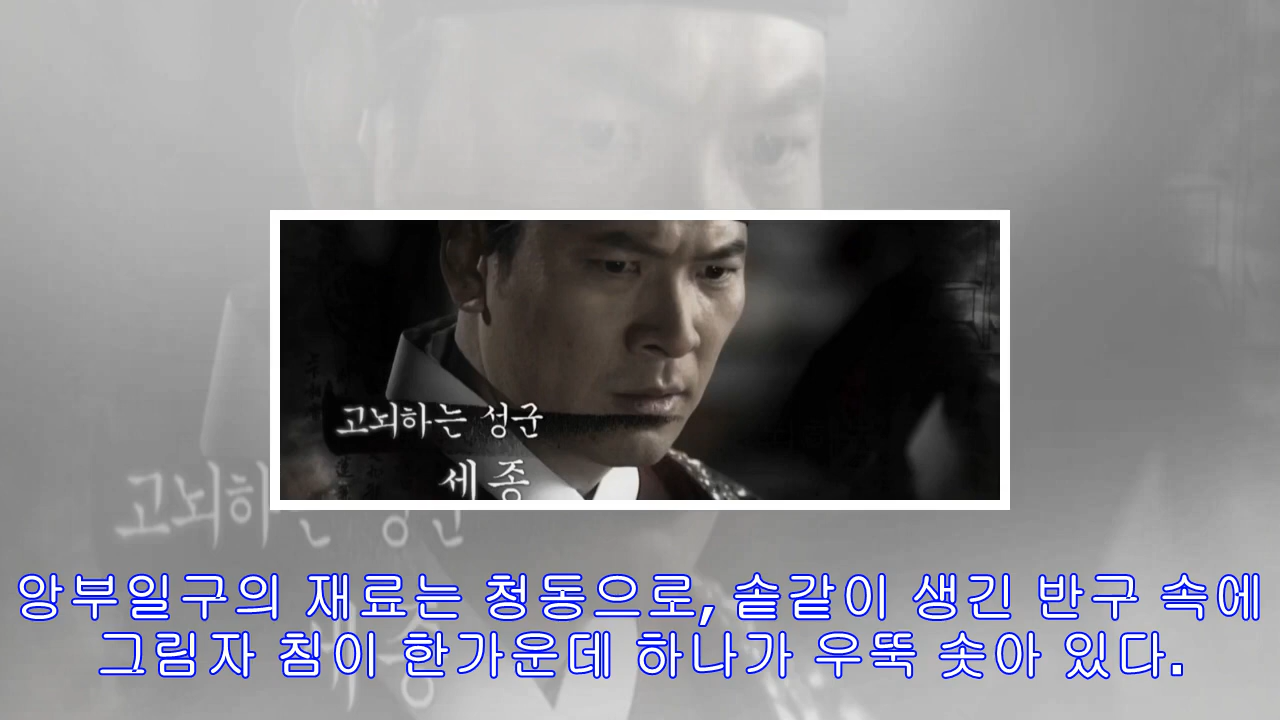 고뇌하는 성군
세종
앙부일구의 재료는 청동으로, 솥같이 생긴 반구 속에
그림자 침이 한가운데 하나가 우뚝 솟아 있다.